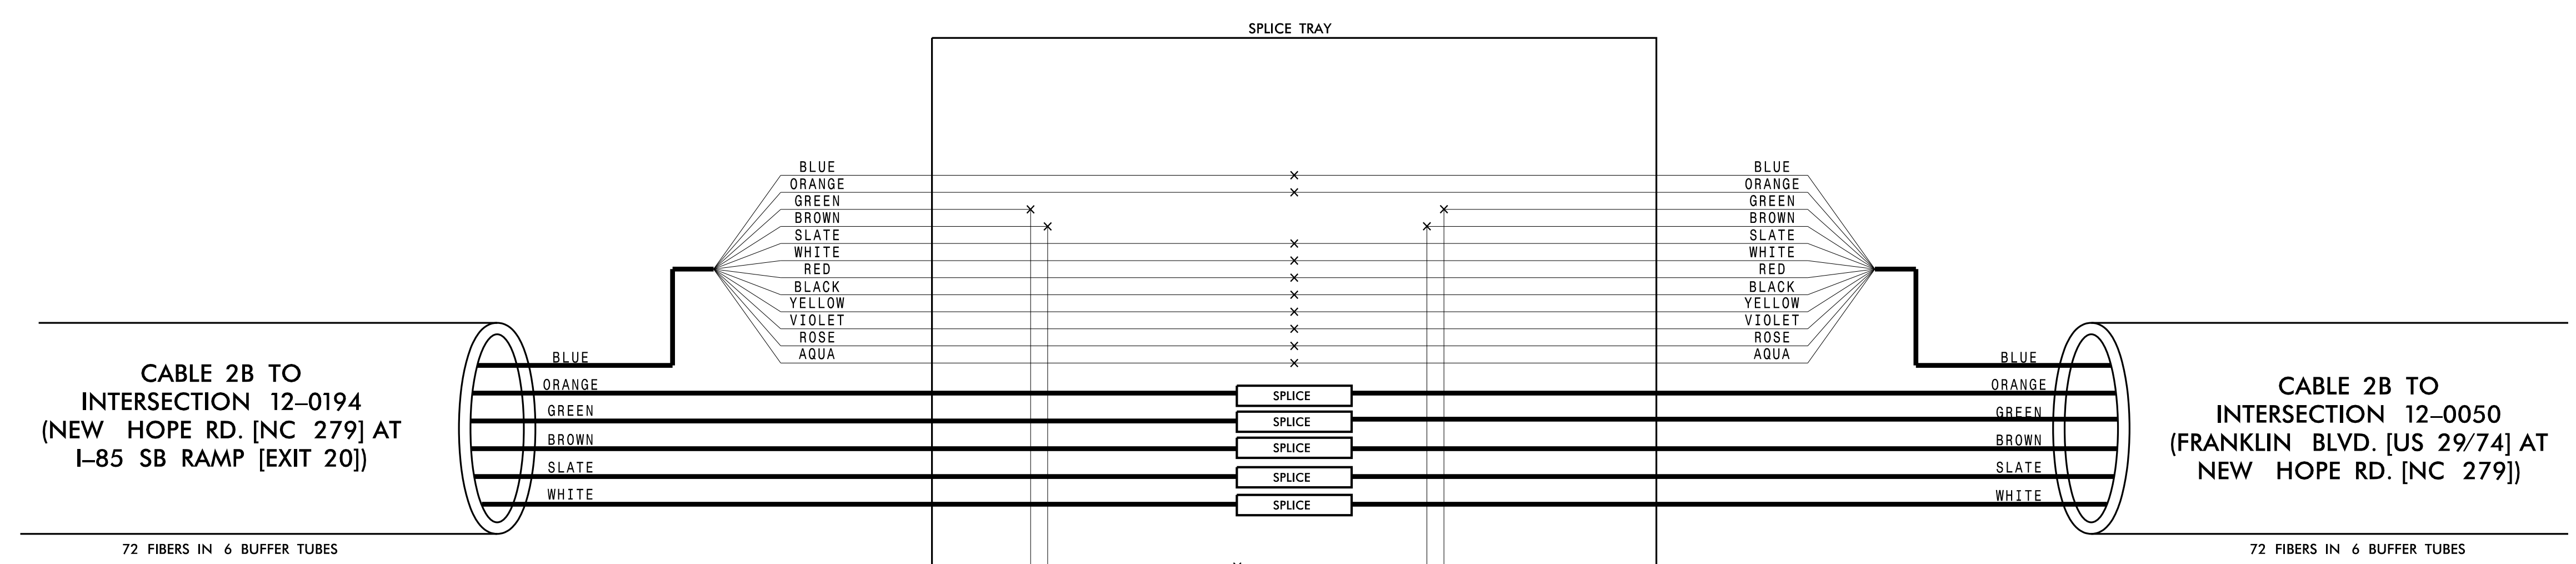 SPLICE TRAY
BLUE
ORANGE
GREEN
BROWN
SLATE
WHITE
RED
BLACK
YELLOW
VIOLET
ROSE
AQUA
BLUE
ORANGE
GREEN
BROWN
SLATE
WHITE
RED
BLACK
YELLOW
VIOLET
ROSE
AQUA
CABLE 2B TO
INTERSECTION 12-0194
(NEW HOPE RD. [NC 279] AT
I-85 SB RAMP [EXIT 20])
72 FIBERS IN 6 BUFFER TUBES
BLUE
ORANGE
GREEN
BROWN
SLATE
WHITE
SPLICE
SPLICE
SPLICE
SPLICE
SPLICE
BLUE
ORANGE
GREEN
BROWN
SLATE
WHITE
CABLE 2B TO
INTERSECTION 12-0050
(FRANKLIN BLVD. [US 29/74] AT
NEW HOPE RD. [NC 279])
72 FIBERS IN 6 BUFFER TUBES